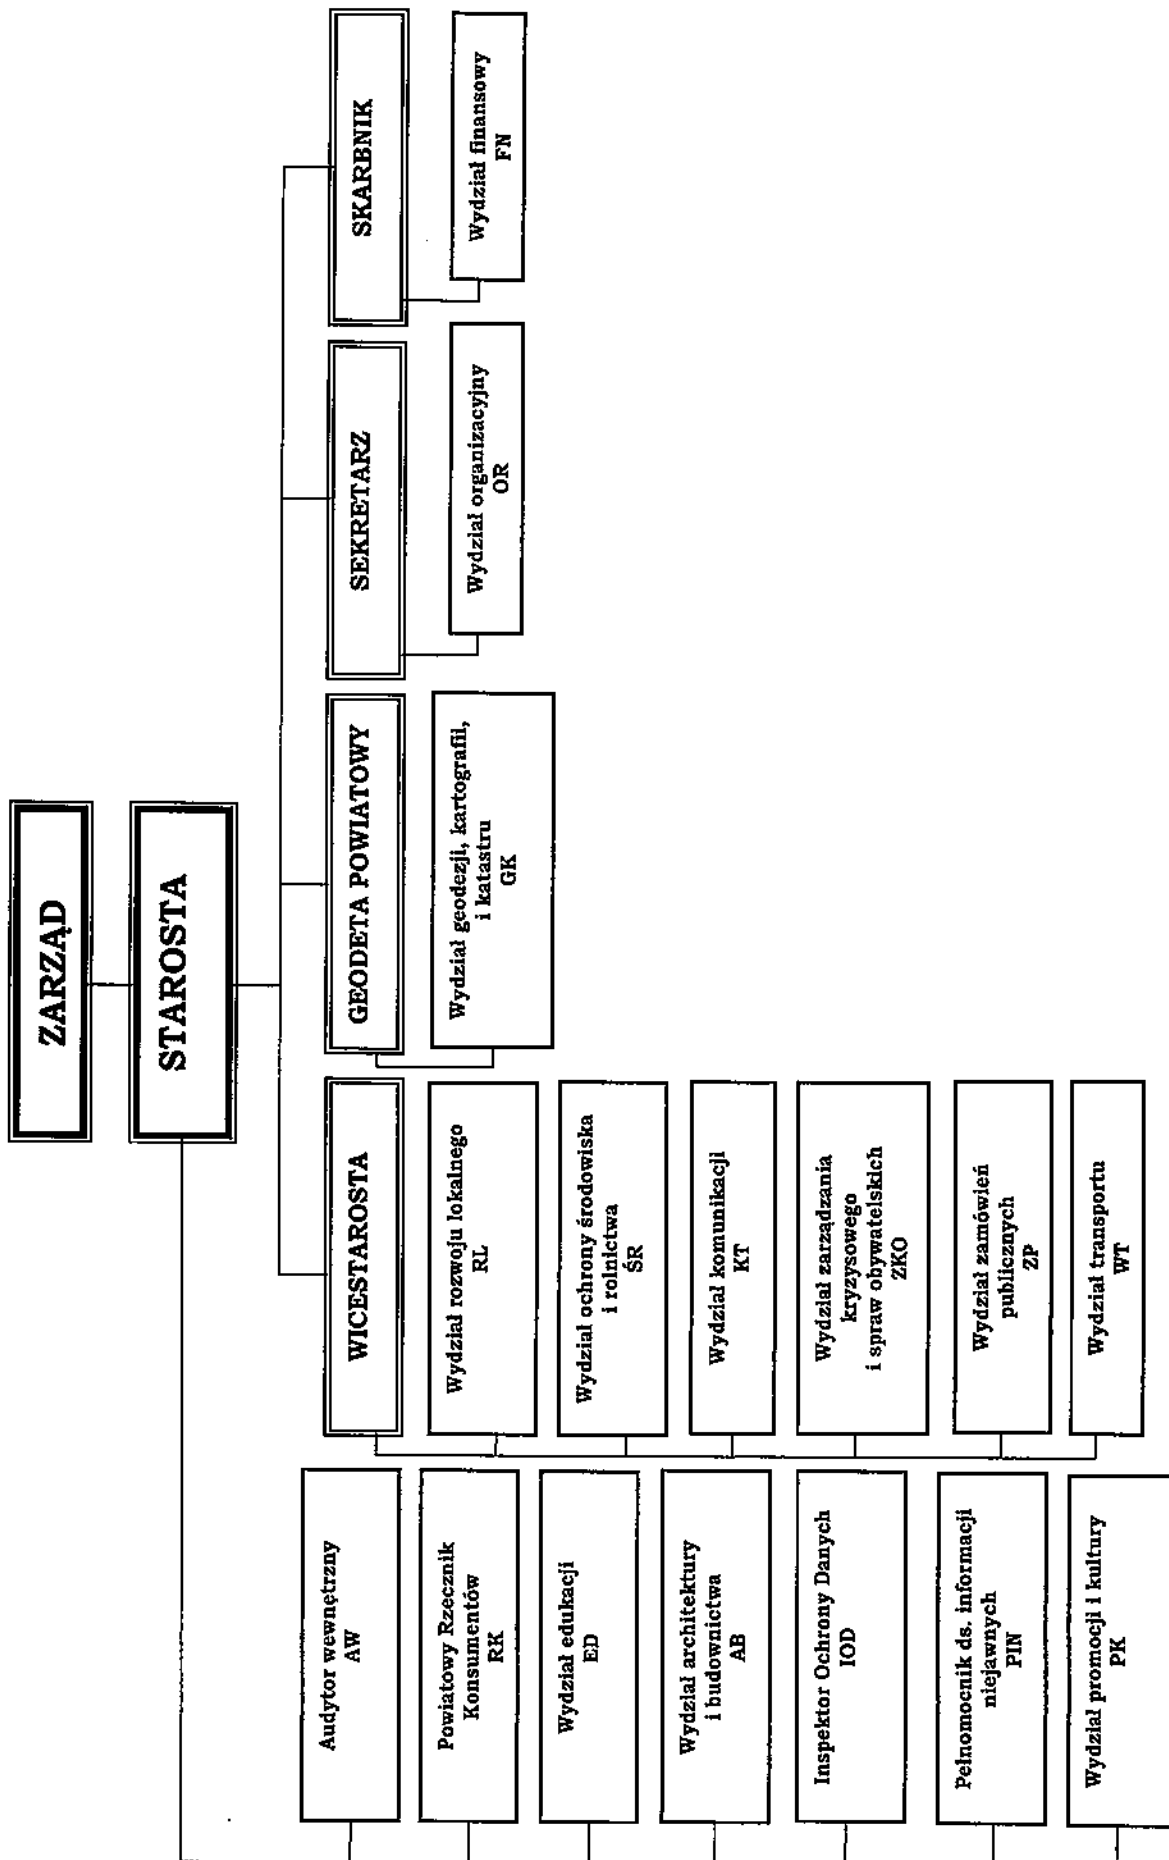 ZARZĄD
STAROSTA
Audytor wewnętrzny
AW
Powiatowy Rzecznik
Konsumentów
RK
Wydział edukacji
ED
Wydział architektury
i budownictwa
AB
Inspektor Ochrony Danych
IOD
Pełnomocnik ds. informacji
niejawnych
PIN
Wydział promocji i kultury
PK
WICESTAROSTA
Wydział rozwoju lokalnego
RL
Wydział ochrony środowiska
i rolnictwa
ŚR
Wydział komunikacji
KT
Wydział zarządzania
kryzysowego
i spraw obywatelskich
ZKO
Wydział zamówień
publicznych
ZP
Wydział transportu
WT
GEODETA POWIATOWY
Wydział geodezji, kartografii,
i katastru
GK
SEKRETARZ
Wydział organizacyjny
OR
SKARBNIK
Wydział finansowy
FN